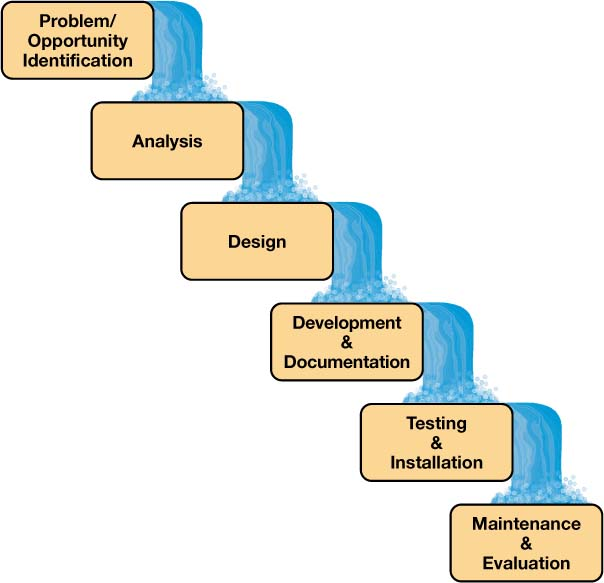 Problem/
Opportunity
Identification
Analysis
Design
Development
&
Documentation
Testing
&
Installation
Maintenance
&
Evaluation